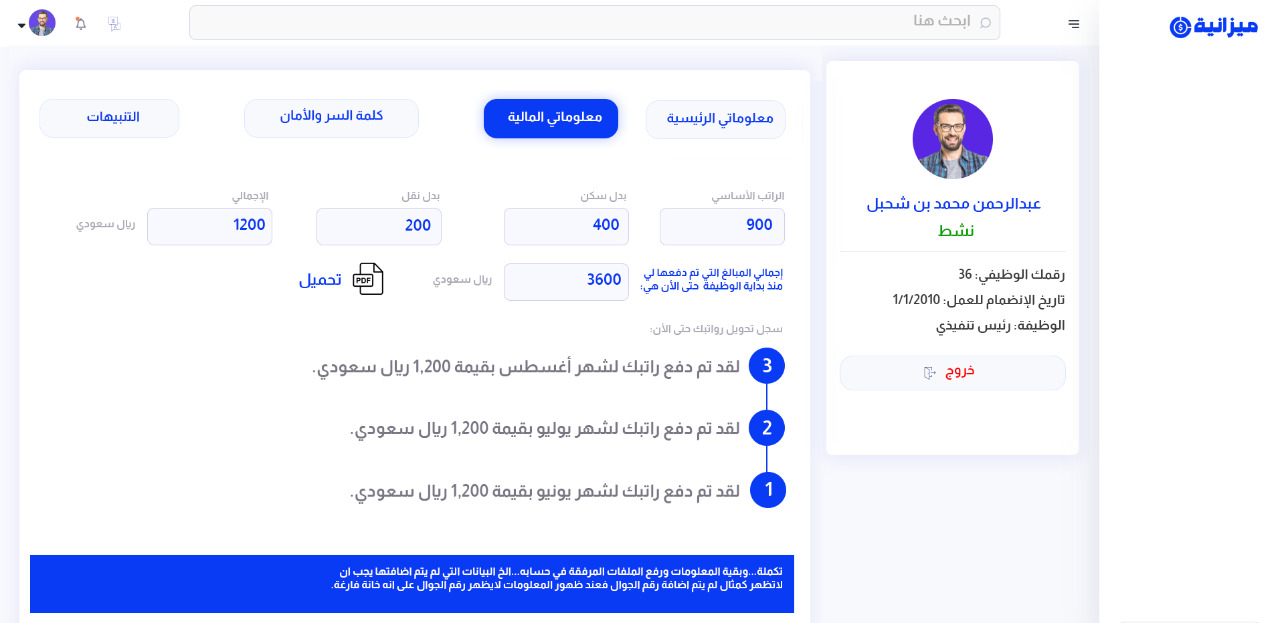 ميزانية
ابحث هنا
عبدالرحمن محمد بن شحبل
نشط
رقمك الوظيفي: 36
تاريخ الإنضمام للعمل: 1/1/2010
الوظيفة: رئيس تنفيذي
خروج
معلوماتي الرئيسية
معلوماتي المالية
كلمة السر والأمان
التنبيهات
الراتب الأساسي
بدل سكن
بدل نقل
الإجمالي
900
400
200
1200
ريال سعودي
إجمالي المبالغ التي تم دفعها لي
منذ بداية الوظيفة حتى الأن هي:
3600
ريال سعودي
PDF
تحميل
سجل تحويل رواتبك حتى الأن:
3 لقد تم دفع راتبك لشهر أغسطس بقيمة 1,200 ريال سعودي.
2 لقد تم دفع راتبك لشهر يوليو بقيمة 1,200 ريال سعودي.
1 لقد تم دفع راتبك لشهر يونيو بقيمة 1,200 ريال سعودي.
تكملة...وبقية المعلومات ورفع الملفات المرفقة في حسابه...الخ البيانات التي لم يتم اضافتها يجب ان
لاتظهر كمثال لم يتم اضافة رقم الجوال فعند ظهور المعلومات لايظهر رقم الجوال على انه خانة فارغة.